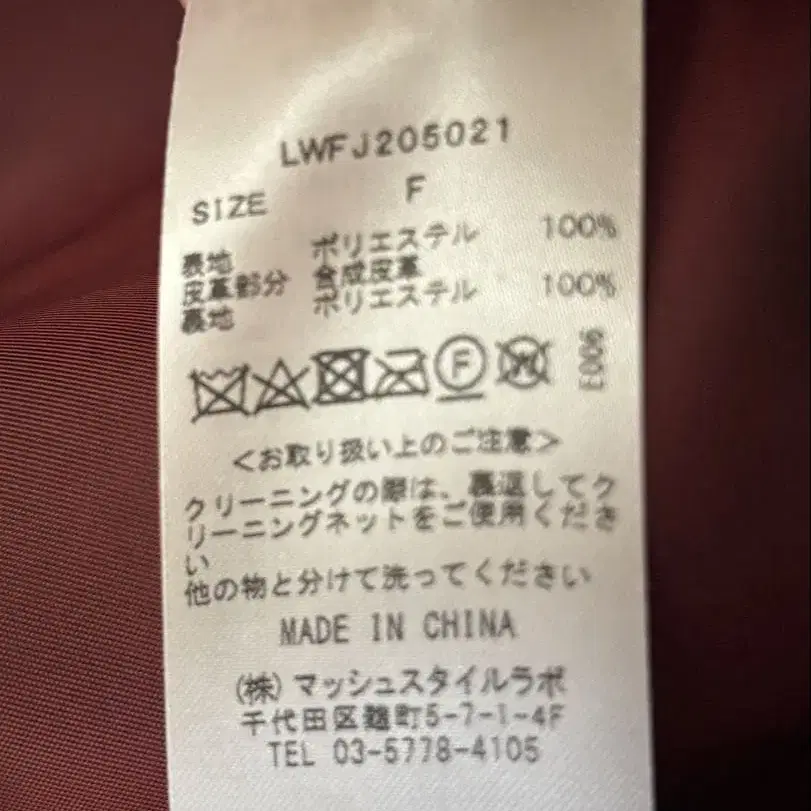 LWFJ205021
SIZE F
表地 ポリエステル 100%
皮革部分 合成皮革
裏地 ポリエステル 100%
F
W
9003
<お取り扱い上のご注意>
クリーニングの際は、裏返してク
リーニングネットをご使用くださ
い
他の物と分けて洗ってください
MADE IN CHINA
(株)マッシュスタイルラボ
千代田区麹町5-7-1-4F
TEL 03-5778-4105